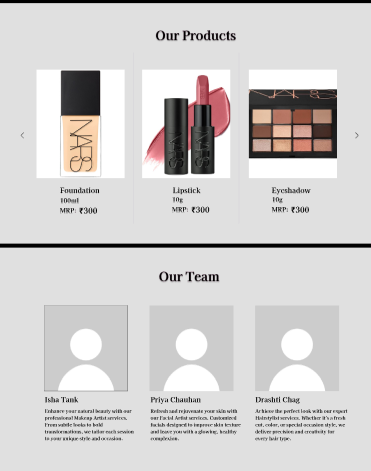 Our Products
NARS
NARS
NARS
NARS
Foundation
100ml
MRP: ₹300
Lipstick
10g
MRP: ₹300
Eyeshadow
10g
MRP: ₹300
Our Team
Isha Tank
Enhance your natural beauty with our
professional Makeup Artist services.
From subtle looks to bold
transformations, we tailor each session
to your unique style and occasion.
Priya Chauhan
Refresh and rejuvenate your skin with
our Facial Artist services. Customized
facials designed to improve skin texture
and leave you with a glowing, healthy
complexion.
Drashti Chag
Achieve the perfect look with our expert
Hairstylist services. Whether it's a fresh
cut, color, or special occasion style, we
deliver precision and creativity for
every hair type.